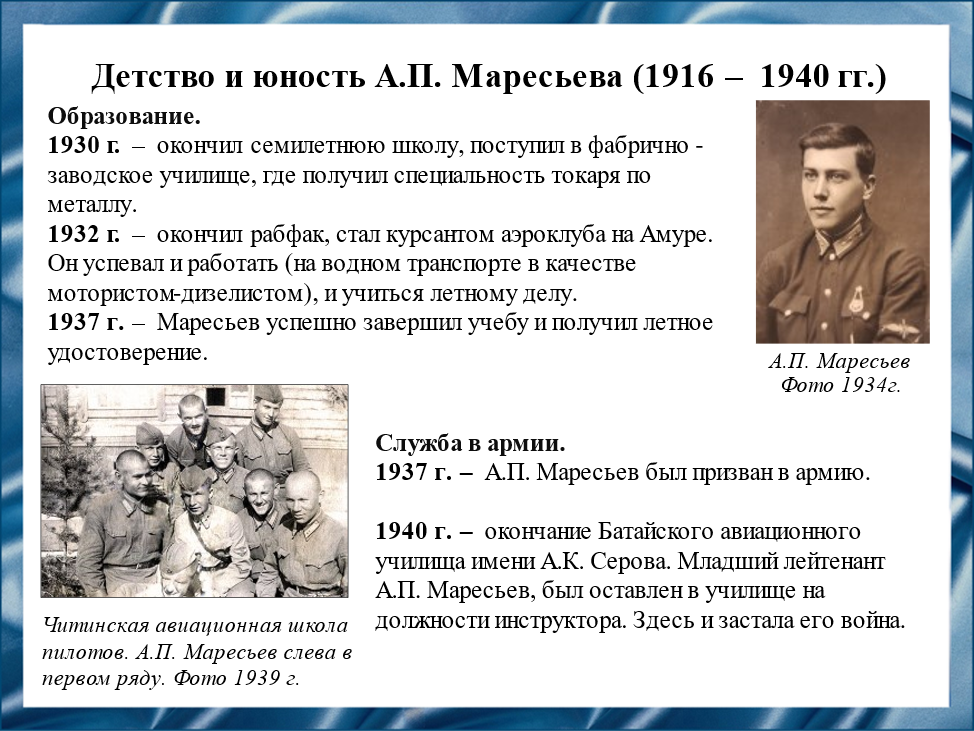 Детство и юность А.П. Маресьева (1916 – 1940 гг.)
Образование.
1930 г. – окончил семилетнюю школу, поступил в фабрично -
заводское училище, где получил специальность токаря по
металлу.
1932 г. – окончил рабфак, стал курсантом аэроклуба на Амуре.
Он успевал и работать (на водном транспорте в качестве
мотористом-дизелистом), и учиться летному делу.
1937 г. – Маресьев успешно завершил учебу и получил летное
удостоверение.
А.П. Маресьев
Фото 1934г.
Служба в армии.
1937 г. – А.П. Маресьев был призван в армию.
1940 г. – окончание Батайского авиационного
училища имени А.К. Серова. Младший лейтенант
А.П. Маресьев, был оставлен в училище на
должности инструктора. Здесь и застала его война.
Читинская авиационная школа
пилотов. А.П. Маресьев слева в
первом ряду. Фото 1939 г.